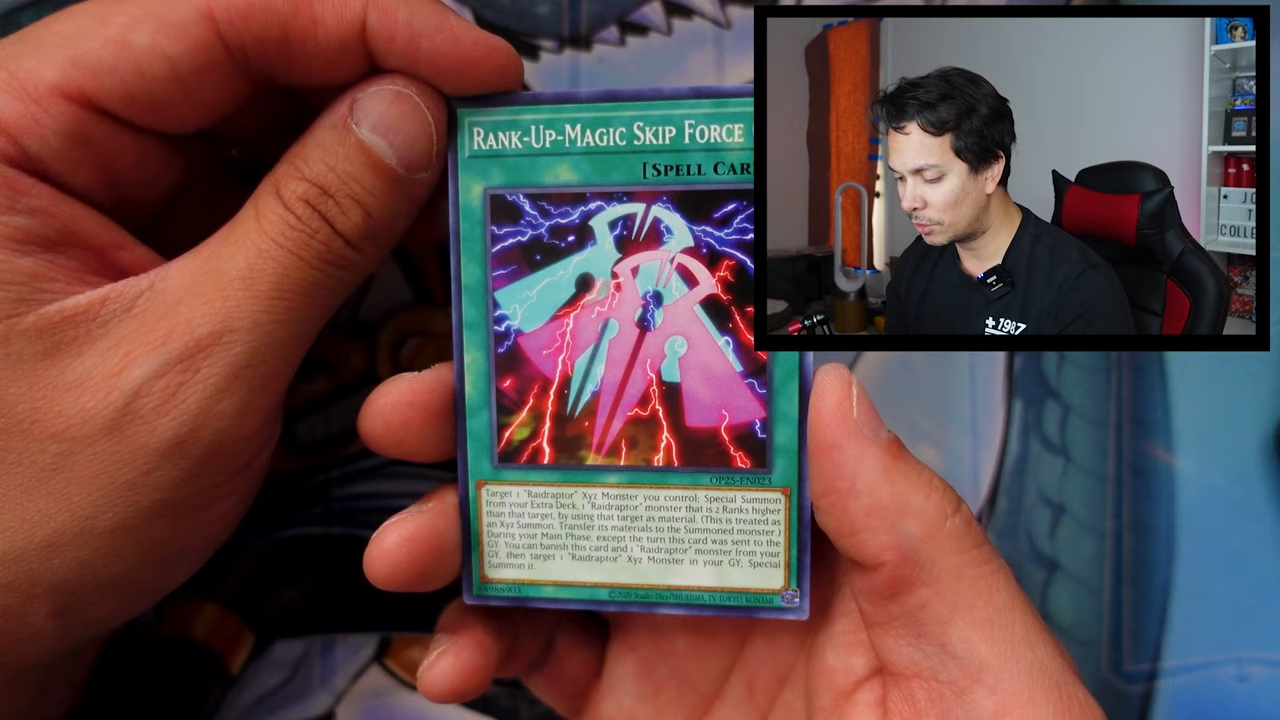 RANK-UP-MAGIC SKIP FORCE
[SPELL CAR
OP25-EN023
Target 1 "Raidraptor" Xyz Monster you control; Special Summon
from your Extra Deck, 1 "Raidraptor" monster that is 2 Ranks higher
than that target, by using that target as material. (This is treated as
an Xyz Summon. Transfer its materials to the Summoned monster.)
During your Main Phase, except the turn this card was sent to the
GY: You can banish this card and 1 "Raidraptor" monster from your
GY, then target 1 "Raidraptor" Xyz Monster in your GY; Special
Summon it.
58988903
©2020 Studio Dice/SHUEISHA, TV TOKYO, KONAMI
1987
JO
T
COLLE